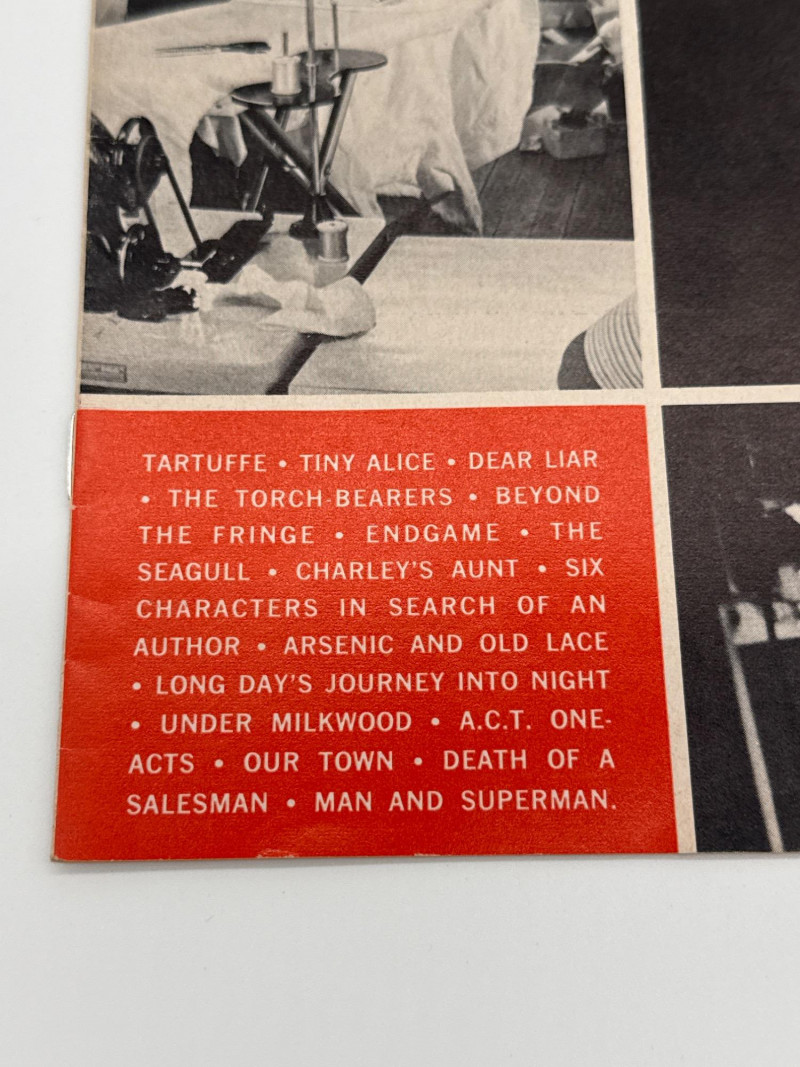 TARTUFFE • TINY ALICE • DEAR LIAR
• THE TORCH-BEARERS • BEYOND
THE FRINGE • ENDGAME • THE
SEAGULL • CHARLEY'S AUNT • SIX
CHARACTERS IN SEARCH OF AN
AUTHOR • ARSENIC AND OLD LACE
• LONG DAY'S JOURNEY INTO NIGHT
• UNDER MILKWOOD • A.C.T. ONE-
ACTS • OUR TOWN • DEATH OF A
SALESMAN • MAN AND SUPERMAN.